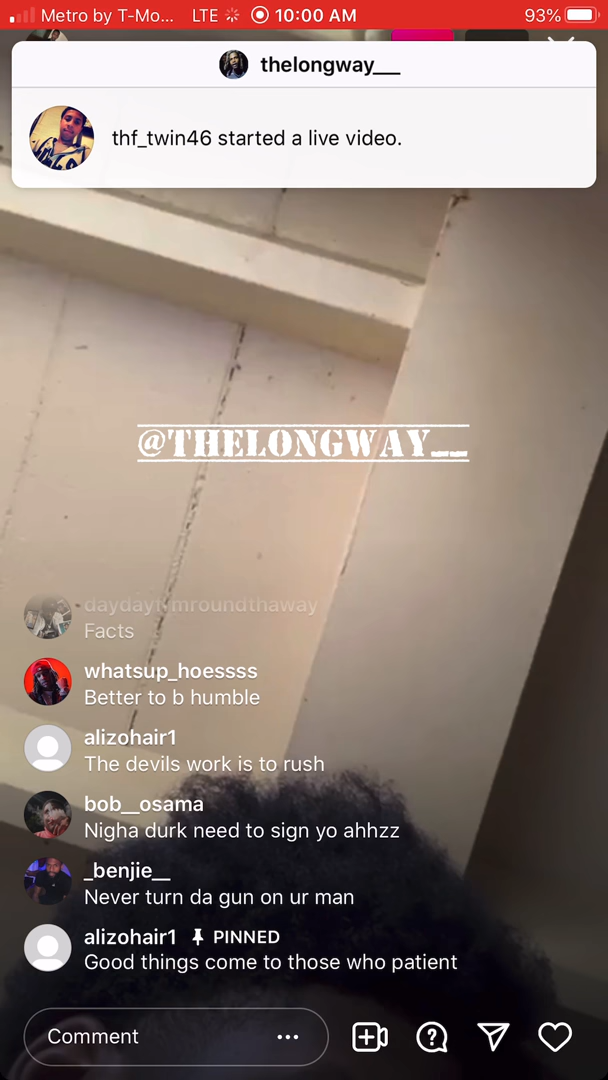 Metro by T-Mo... LTE 10:00 AM 93%
thelongway___
thf_twin46 started a live video.
@THELONGWAY__
Facts
whatsup_hoessss
Better to b humble
alizohair1
The devils work is to rush
bob__osama
Nigha durk need to sign yo ahhzz
_benjie__
Never turn da gun on ur man
alizohair1 PINNED
Good things come to those who patient
Comment